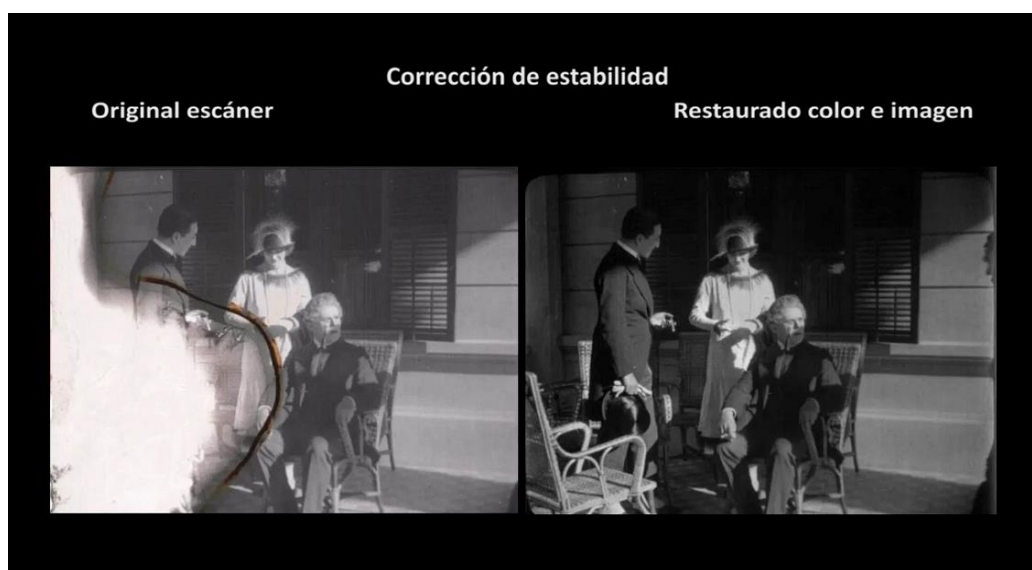 Corrección de estabilidad
Original escáner
Restaurado color e imagen